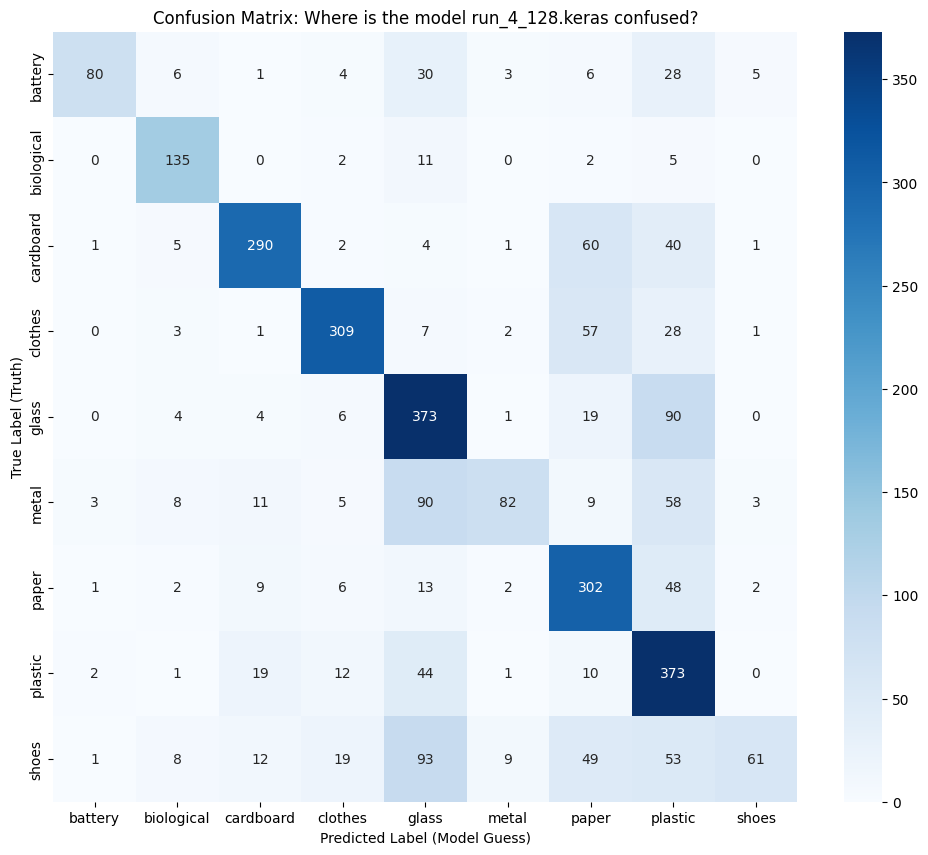 Confusion Matrix: Where is the model run_4_128.keras confused?
True Label (Truth)
battery 80 6 1 4 30 3 6 28 5
biological 0 135 0 2 11 0 2 5 0
cardboard 1 5 290 2 4 1 60 40 1
clothes 0 3 1 309 7 2 57 28 1
glass 0 4 4 6 373 1 19 90 0
metal 3 8 11 5 90 82 9 58 3
paper 1 2 9 6 13 2 302 48 2
plastic 2 1 19 12 44 1 10 373 0
shoes 1 8 12 19 93 9 49 53 61
battery biological cardboard clothes glass metal paper plastic shoes
Predicted Label (Model Guess)
350
300
250
200
150
100
50
0